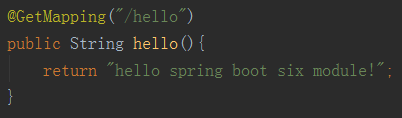 @GetMapping("/hello")
public String hello(){
    return "hello spring boot six module!";
}